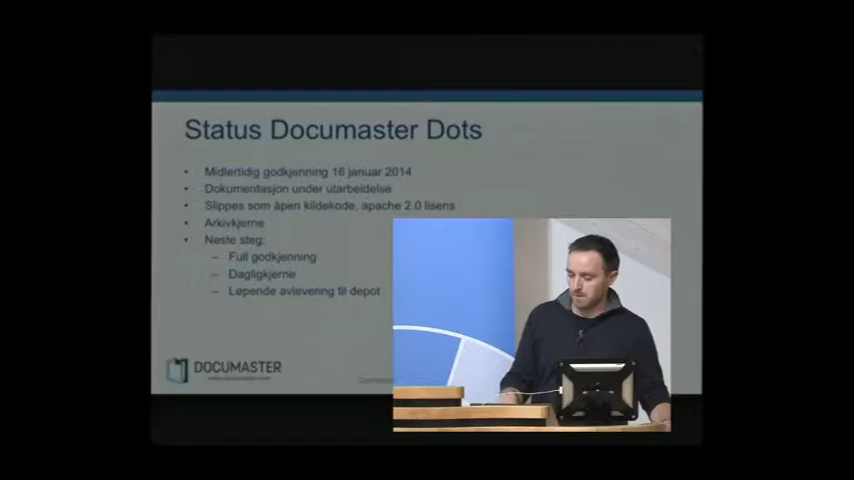 Status Documaster Dots
• Midlertidig godkjenning 16 januar 2014
• Dokumentasjon under utarbeidelse
• Slippes som åpen kildekode, apache 2.0 lisens
• Arkivkjerne
• Neste steg:
– Full godkjenning
– Dagligkjerne
– Løpende avlevering til depot
DOCUMASTER